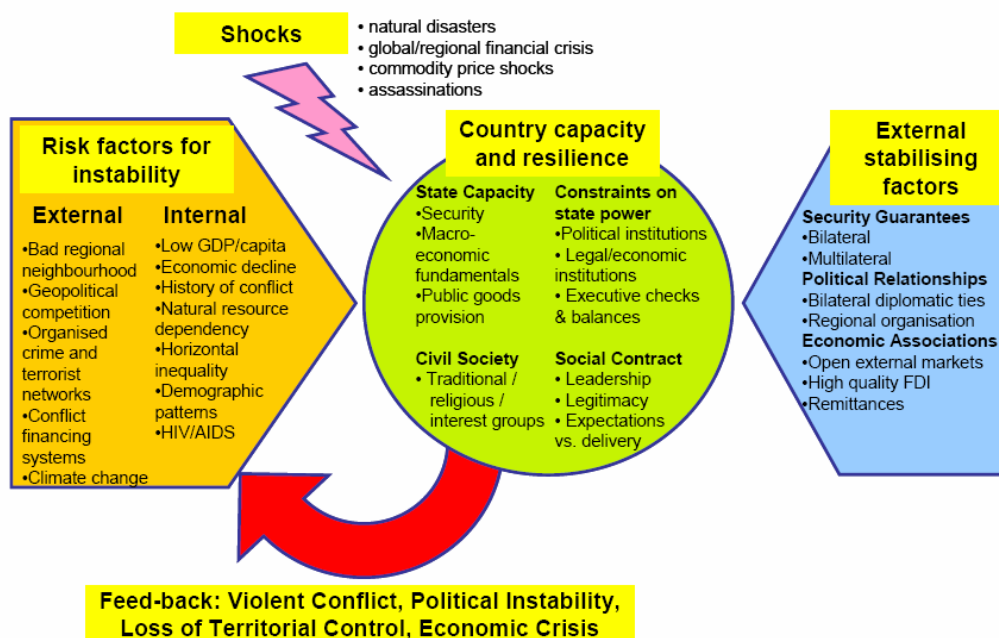 Shocks
• natural disasters
• global/regional financial crisis
• commodity price shocks
• assassinations
Risk factors for
instability
External
•Bad regional
neighbourhood
•Geopolitical
competition
•Organised
crime and
terrorist
networks
•Conflict
financing
systems
•Climate change
Internal
•Low GDP/capita
•Economic decline
•History of conflict
•Natural resource
dependency
•Horizontal
inequality
•Demographic
patterns
•HIV/AIDS
Country capacity
and resilience
State Capacity
•Security
•Macro-
economic
fundamentals
•Public goods
provision
Constraints on
state power
•Political institutions
• Legal/economic
institutions
• Executive checks
& balances
Civil Society
• Traditional /
religious /
interest groups
Social Contract
• Leadership
• Legitimacy
• Expectations
vs. delivery
External
stabilising
factors
Security Guarantees
•Bilateral
•Multilateral
Political Relationships
•Bilateral diplomatic ties
•Regional organisation
Economic Associations
•Open external markets
•High quality FDI
•Remittances
Feed-back: Violent Conflict, Political Instability,
Loss of Territorial Control, Economic Crisis